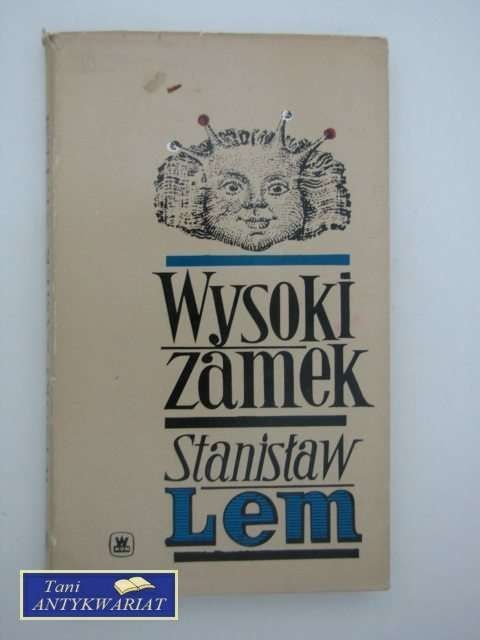 Wysoki
zamek
Stanisław
Lem
Tani
ANTYKWARIAT